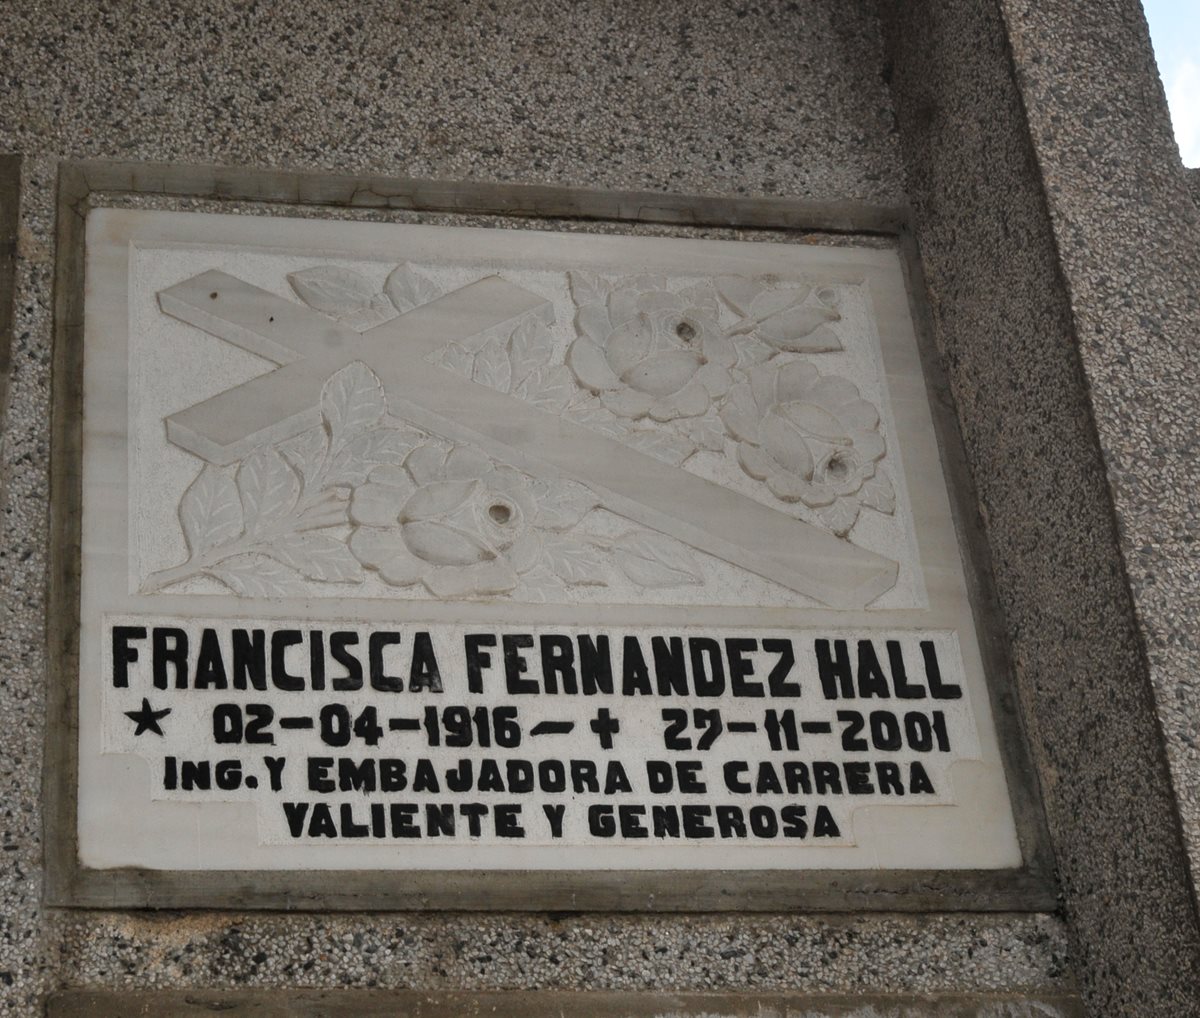 FRANCISCA FERNANDEZ HALL
★ 02-04-1916-✝ 27-11-2001
ING. Y EMBAJADORA DE CARRERA,
VALIENTE Y GENEROSA